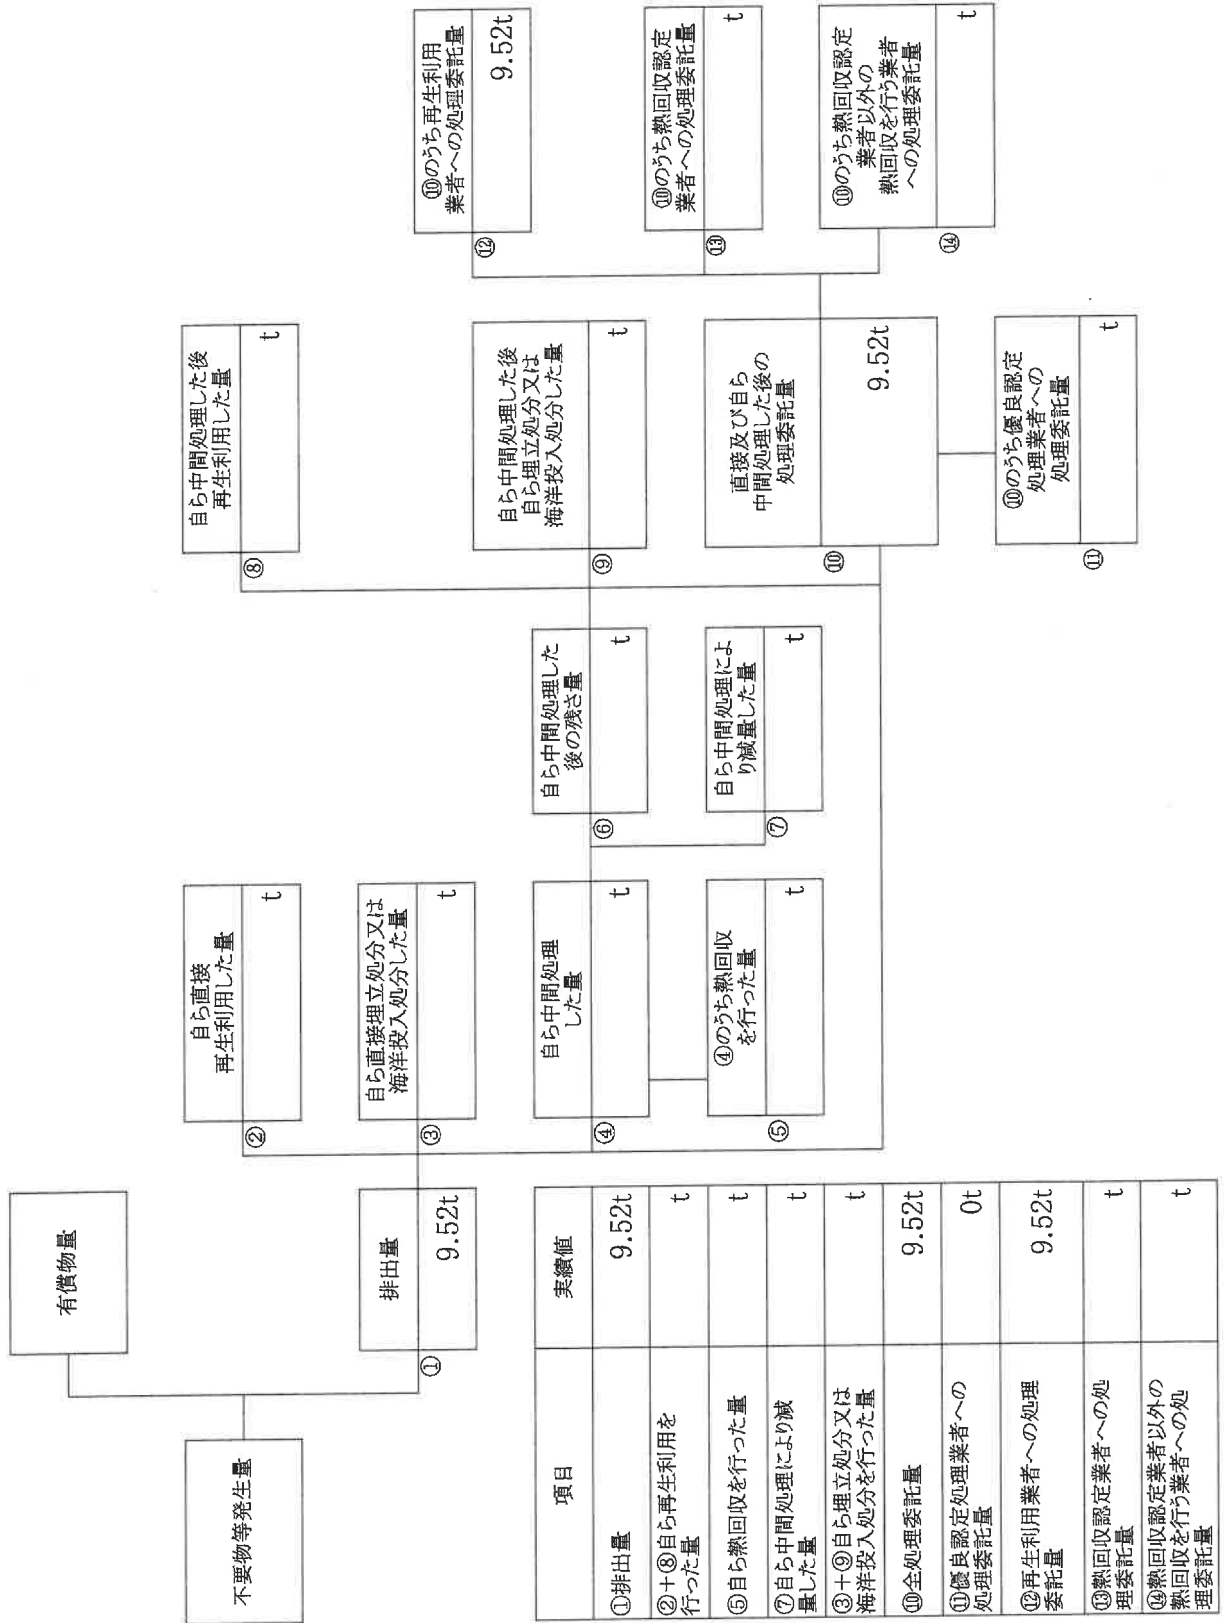 不要物等発生量
有償物量
排出量
①
9.52t
自ら直接
再生利用した量
②
t
自ら直接埋立処分又は
海洋投入処分した量
③
t
自ら中間処理
した量
④
t
④のうち熱回収
を行った量
⑤
t
自ら中間処理した
後の残さ量
⑥
t
自ら中間処理によ
り減量した量
⑦
t
自ら中間処理した後
再生利用した量
⑧
t
自ら中間処理した後
自ら埋立処分又は
海洋投入処分した量
⑨
t
直接及び自ら
中間処理した後の
処理委託量
⑩
9.52t
⑩のうち優良認定
処理業者への
処理委託量
⑪
t
⑩のうち再生利用
業者への処理委託量
⑫
9.52t
⑩のうち熱回収認定
業者への処理委託量
⑬
t
⑩のうち熱回収認定
業者以外の
熱回収を行う業者
への処理委託量
⑭
t
項目 実績値
①排出量 9.52t
②+⑧自ら再生利用を
行った量 t
⑤自ら熱回収を行った量 t
⑦自ら中間処理により減
量した量 t
③+⑨自ら埋立処分又は
海洋投入処分を行った量 t
⑩全処理委託量 9.52t
⑪優良認定処理業者への
処理委託量 0t
⑫再生利用業者への処理
委託量 9.52t
⑬熱回収認定業者への処
理委託量 t
⑭熱回収認定業者以外の
熱回収を行う業者への処
理委託量 t